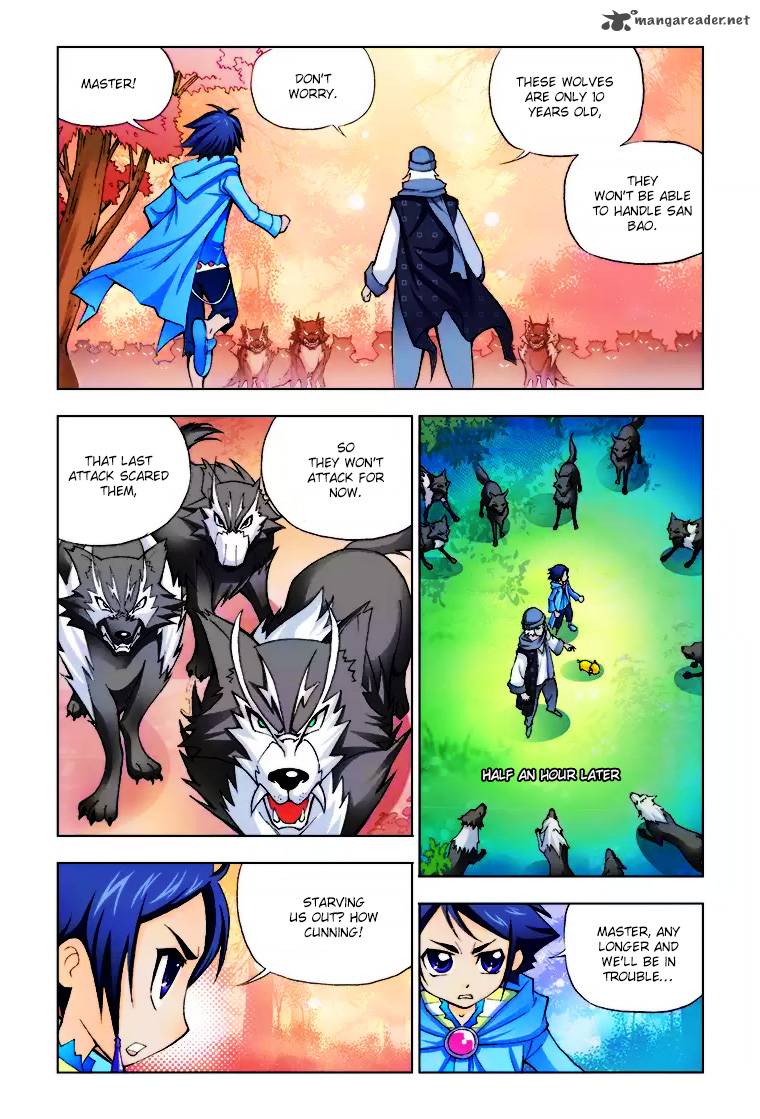 mangareader.net
MASTER!
DON'T
WORRY.
THESE WOLVES
ARE ONLY 10
YEARS OLD,
THEY
WON'T BE ABLE
TO HANDLE SAN
BAO.
THAT LAST
ATTACK SCARED
THEM,
SO
THEY WON'T
ATTACK FOR
NOW.
HALF AN HOUR LATER
STARVING
US OUT? HOW
CUNNING!
MASTER, ANY
LONGER AND
WE'LL BE IN
TROUBLE...